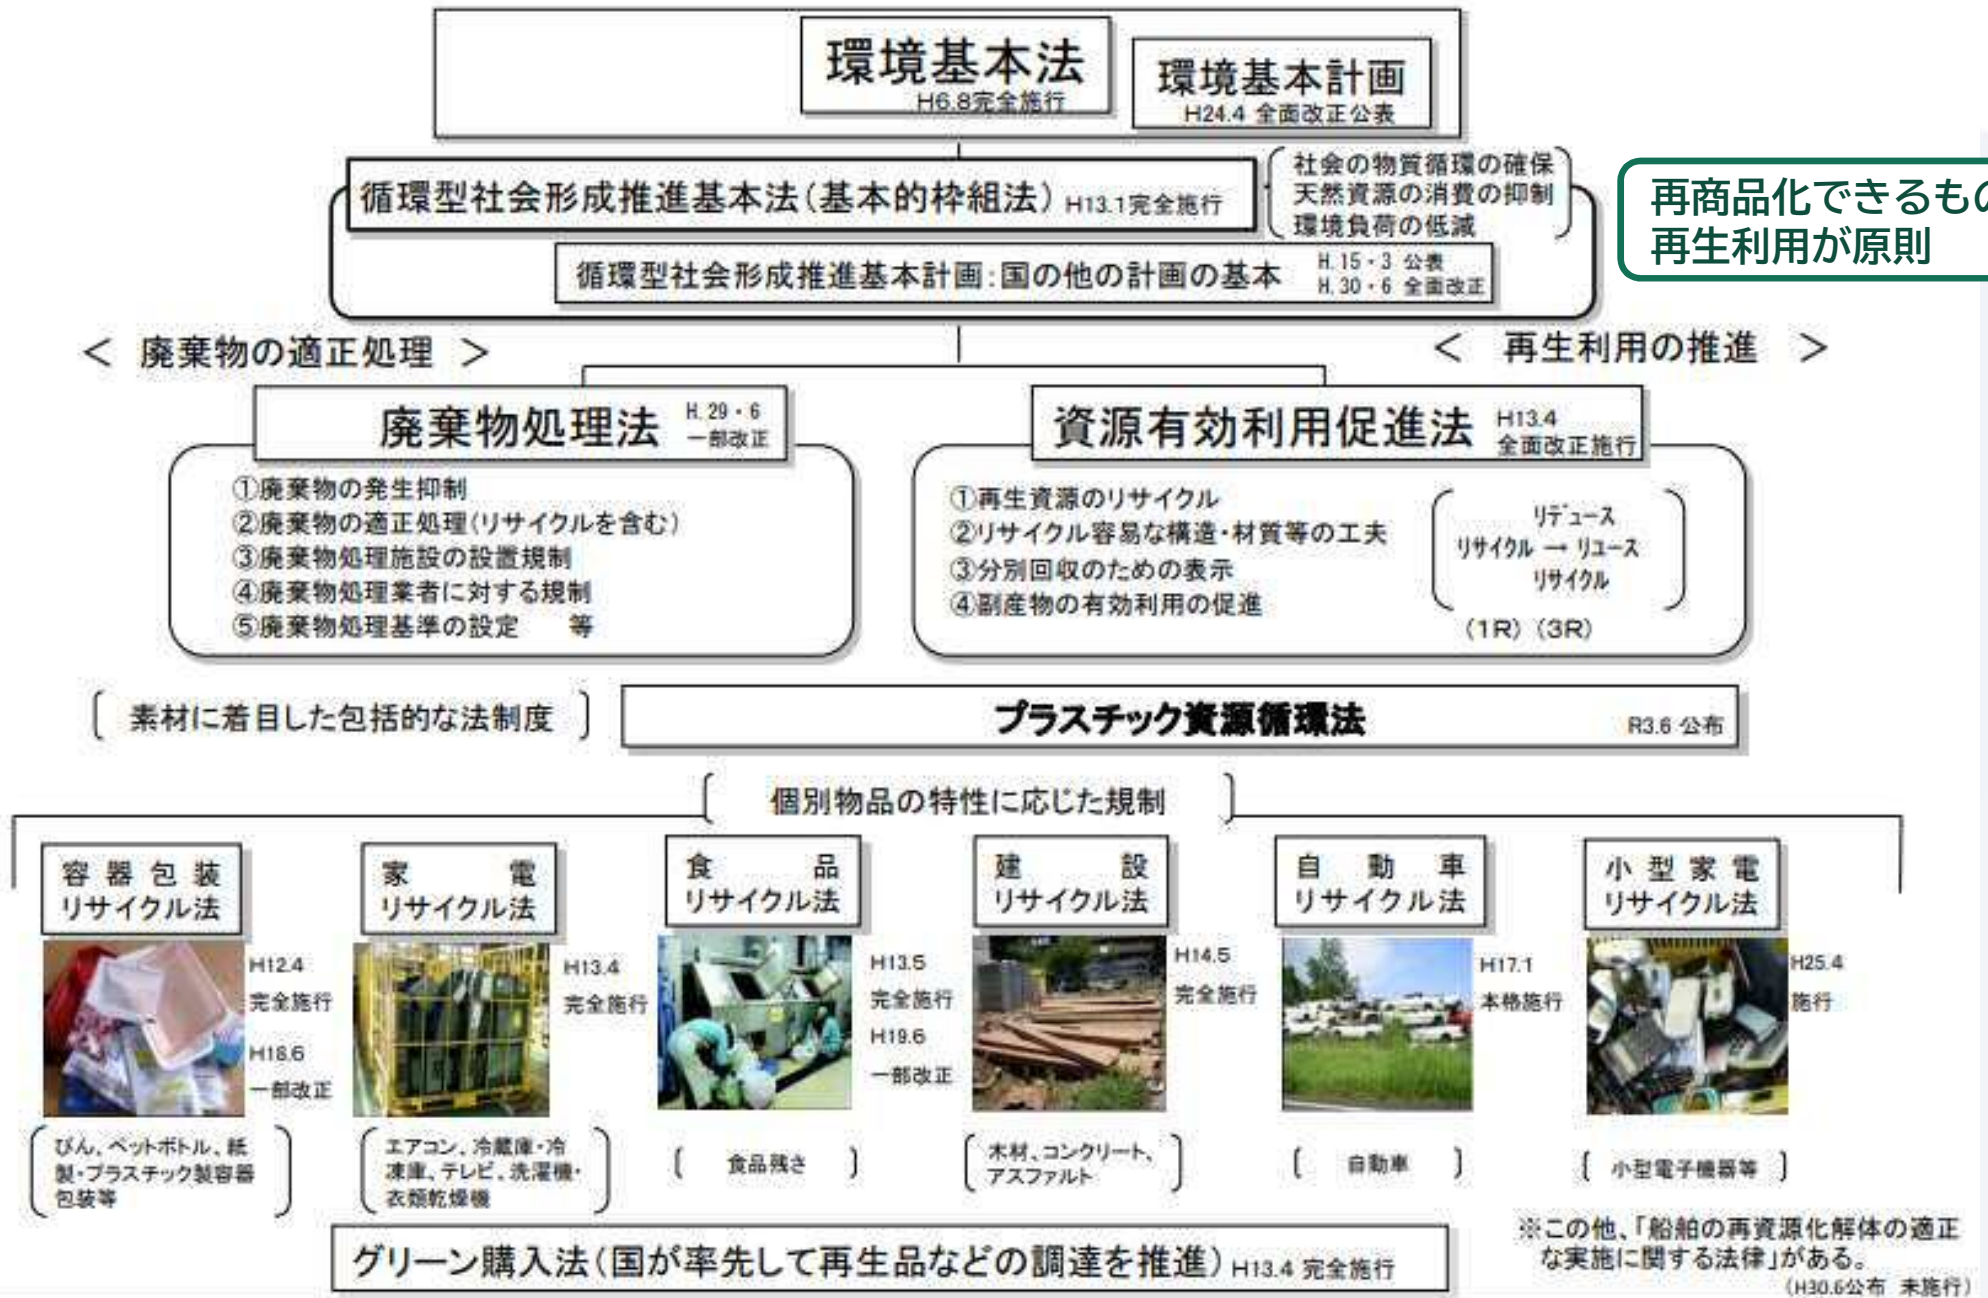 環境基本法
H6.8完全施行
環境基本計画
H24.4 全面改正公表
循環型社会形成推進基本法(基本的枠組法) H13.1完全施行
社会の物質循環の確保
天然資源の消費の抑制
環境負荷の低減
再商品化できるもの
再生利用が原則
循環型社会形成推進基本計画:国の他の計画の基本
H.15・3 公表
H.30・6 全面改正
< 廃棄物の適正処理 >
< 再生利用の推進 >
廃棄物処理法 H.29・6
一部改正
①廃棄物の発生抑制
②廃棄物の適正処理(リサイクルを含む)
③廃棄物処理施設の設置規制
④廃棄物処理業者に対する規制
⑤廃棄物処理基準の設定 等
資源有効利用促進法 H13.4
全面改正施行
①再生資源のリサイクル
②リサイクル容易な構造・材質等の工夫
③分別回収のための表示
④副産物の有効利用の促進
リデュース
リサイクル → リユース
リサイクル
(1R) (3R)
素材に着目した包括的な法制度
プラスチック資源循環法 R3.6 公布
個別物品の特性に応じた規制
容器包装
リサイクル法
H12.4
完全施行
H18.6
一部改正
びん、ペットボトル、紙
製・プラスチック製容器
包装等
家電
リサイクル法
H13.4
完全施行
エアコン、冷蔵庫・冷
凍庫、テレビ、洗濯機・
衣類乾燥機
食品
リサイクル法
H13.5
完全施行
H19.6
一部改正
食品残さ
建設
リサイクル法
H14.5
完全施行
木材、コンクリート、
アスファルト
自動車
リサイクル法
H17.1
本格施行
自動車
小型家電
リサイクル法
H25.4
施行
小型電子機器等
グリーン購入法(国が率先して再生品などの調達を推進) H13.4 完全施行
※この他、「船舶の再資源化解体の適正
な実施に関する法律」がある。
(H30.6公布 未施行)